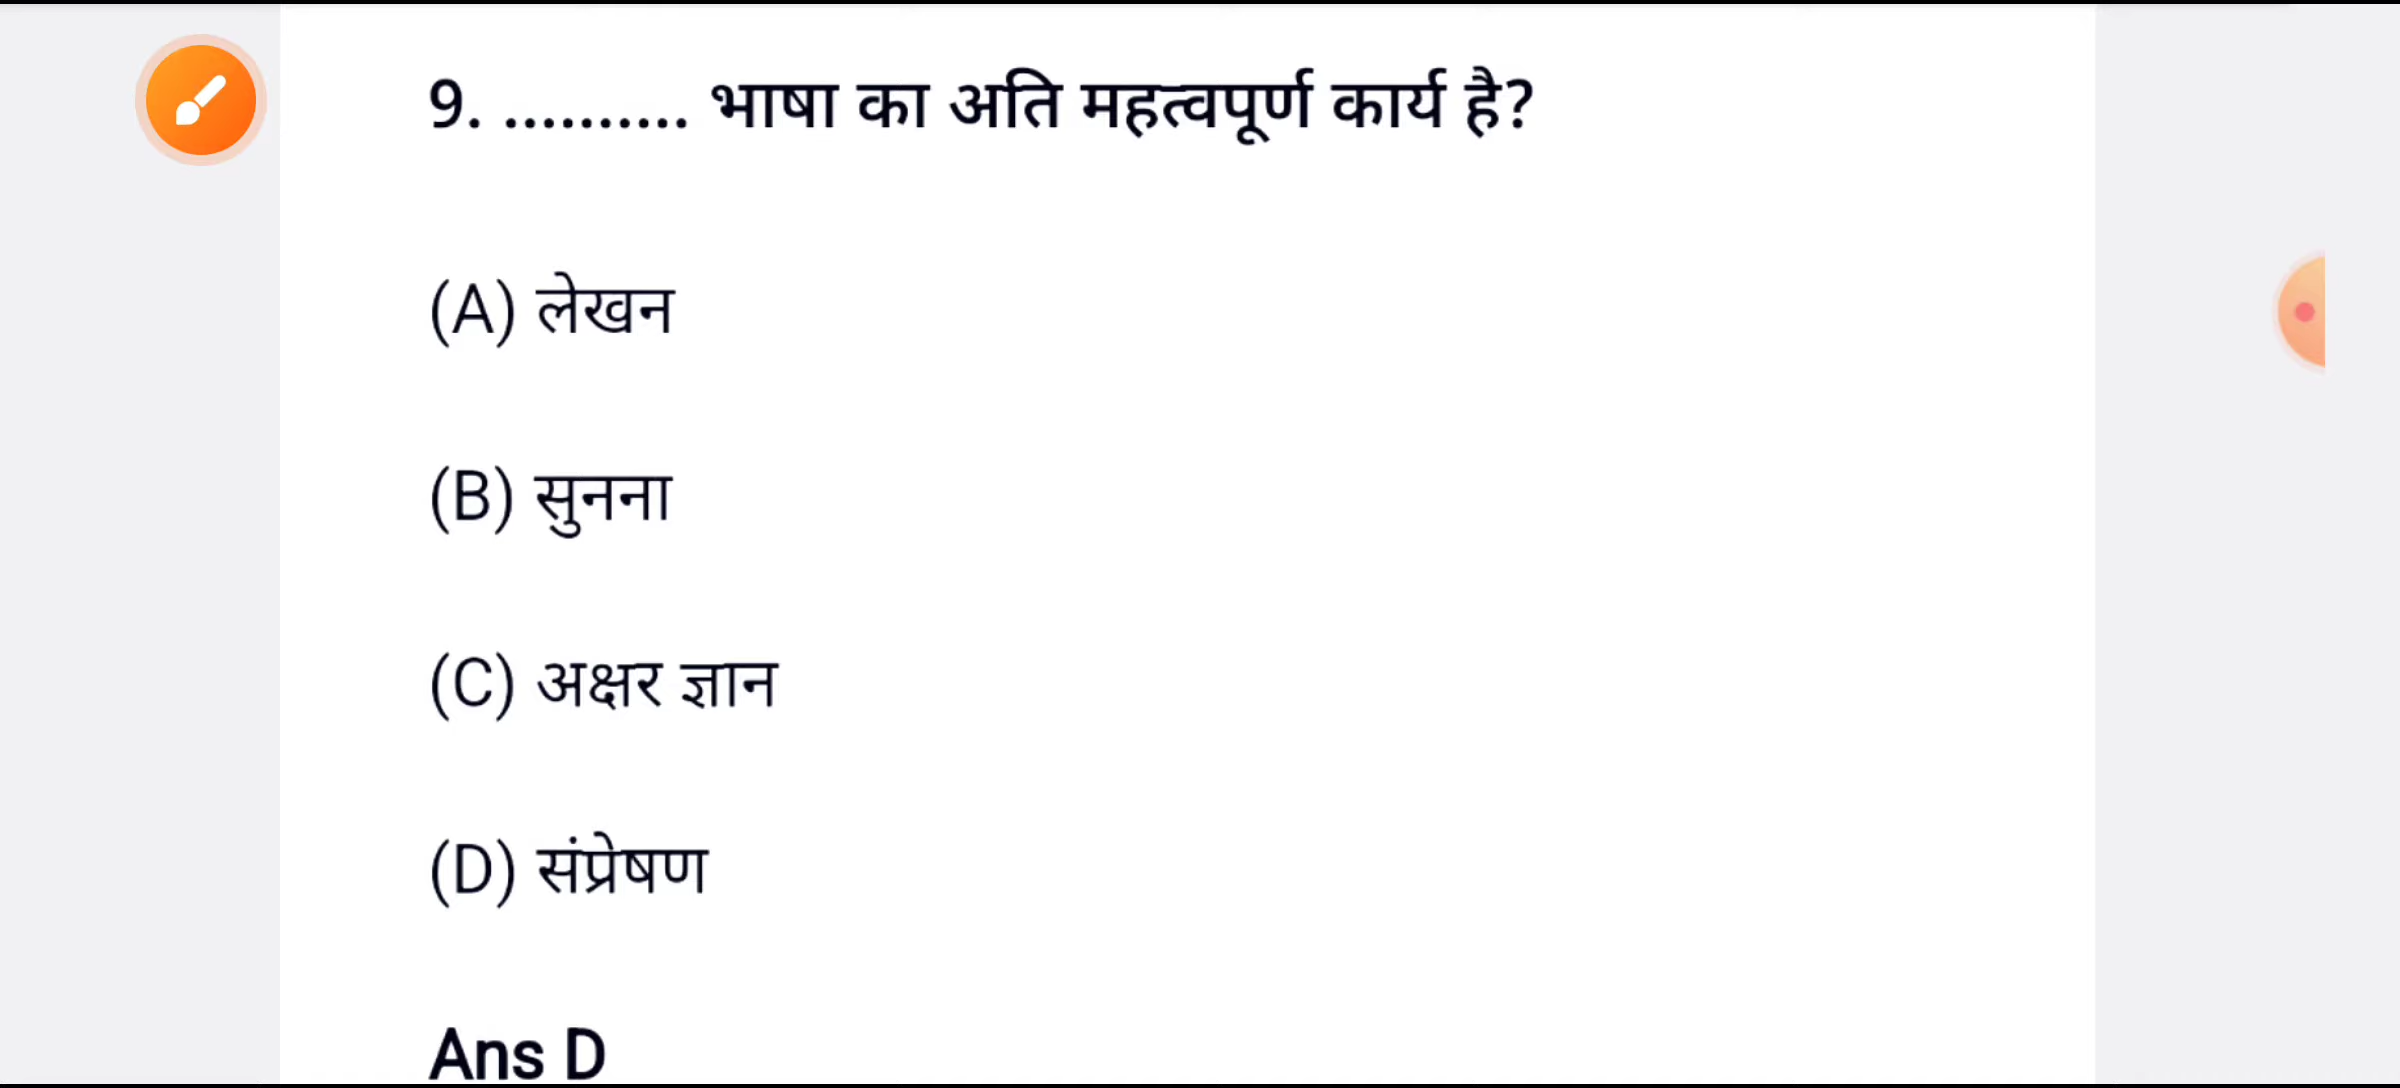 9. .......... भाषा का अति महत्वपूर्ण कार्य है?
(A) लेखन
(B) सुनना
(C) अक्षर ज्ञान
(D) संप्रेषण
Ans D